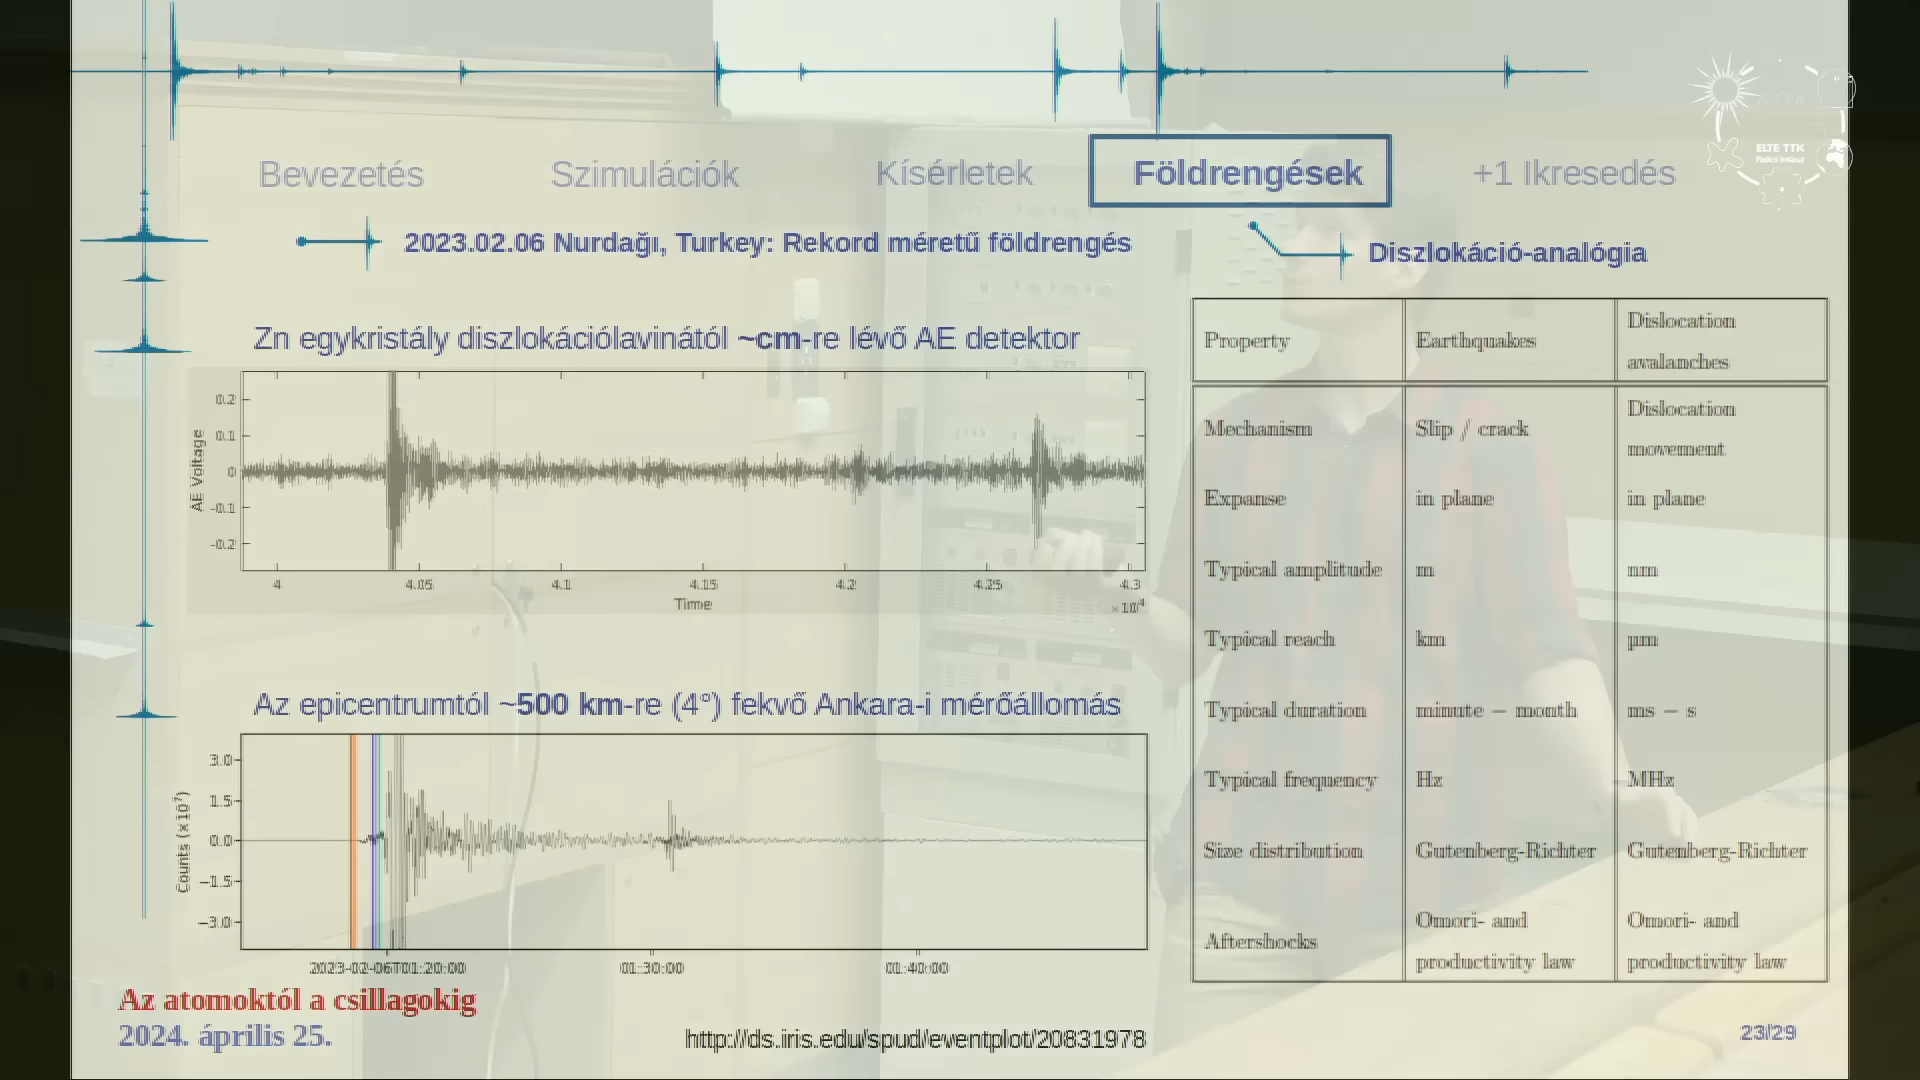 ELTE TTK
Fizikai Intézet
Bevezetés
Szimulációk
Kísérletek
Földrengések
+1 Ikresedés
2023.02.06 Nurdağı, Turkey: Rekord méretű földrengés
Diszlokáció-analógia
Zn egykristály diszlokációlavinától ~cm-re lévő AE detektor
AE Voltage
0.2
0.1
0
-0.1
-0.2
4 4.05 4.1 4.15 4.2 4.25 4.3
Time
×10⁴
Az epicentrumtól ~500 km-re (4°) fekvő Ankara-i mérőállomás
Counts (×10⁷)
3.0
1.5
0.0
−1.5
−3.0
2023-02-06T01:20:00 01:30:00 01:40:00
Property Earthquakes Dislocation
avalanches
Mechanism Slip / crack Dislocation
movement
Expanse in plane in plane
Typical amplitude m nm
Typical reach km µm
Typical duration minute – month ms – s
Typical frequency Hz MHz
Size distribution Gutenberg-Richter Gutenberg-Richter
Aftershocks Omori- and Omori- and
productivity law productivity law
Az atomoktól a csillagokig
2024. április 25.
http://ds.iris.edu/spud/eventplot/20831978
23/29